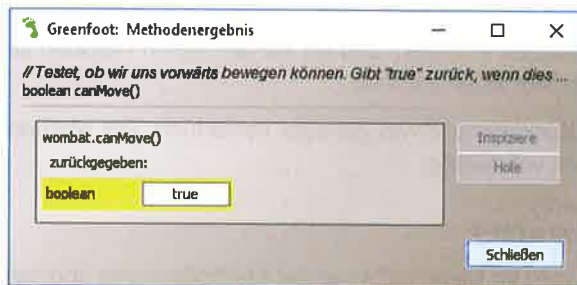 Greenfoot: Methodenergebnis
// Testet, ob wir uns vorwärts bewegen können. Gibt "true" zurück, wenn dies ...
boolean canMove()
wombat.canMove()
zurückgegeben:
boolean true
Inspiziere
Hole
Schließen